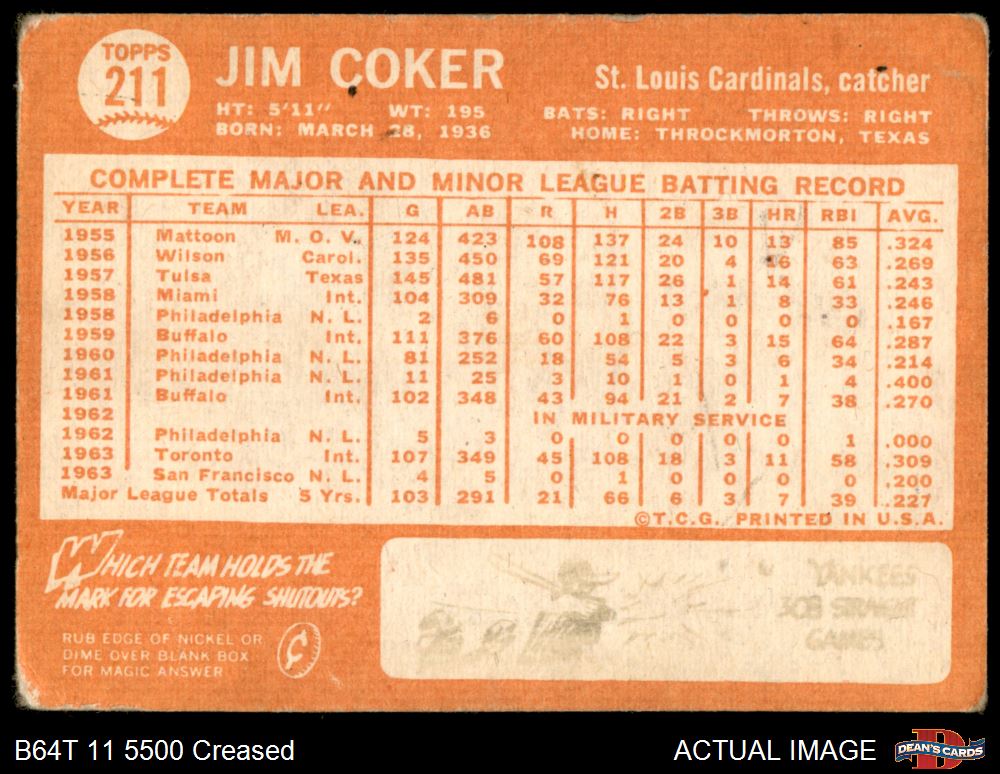 TOPPS
211
JIM COKER
St. Louis Cardinals, catcher
HT: 5'11" WT: 195 BATS: RIGHT THROWS: RIGHT
BORN: MARCH 28, 1936 HOME: THROCKMORTON, TEXAS
COMPLETE MAJOR AND MINOR LEAGUE BATTING RECORD
YEAR TEAM LEA. G AB R H 2B 3B HR RBI AVG.
1955 Mattoon M. O. V. 124 423 108 137 24 10 13 85 .324
1956 Wilson Carol. 135 450 69 121 20 4 16 63 .269
1957 Tulsa Texas 145 481 57 117 26 1 14 61 .243
1958 Miami Int. 104 309 32 76 13 1 8 33 .246
1958 Philadelphia N. L. 2 6 0 1 0 0 0 0 .167
1959 Buffalo Int. 111 376 60 108 22 3 15 64 .287
1960 Philadelphia N. L. 81 252 18 54 5 3 6 34 .214
1961 Philadelphia N. L. 11 25 3 10 1 0 1 4 .400
1961 Buffalo Int. 102 348 43 94 21 2 7 38 .270
1962 IN MILITARY SERVICE
1962 Philadelphia N. L. 5 3 0 0 0 0 0 1 .000
1963 Toronto Int. 107 349 45 108 18 3 11 58 .309
1963 San Francisco N. L. 4 5 0 1 0 0 0 0 .200
Major League Totals 5 Yrs. 103 291 21 66 6 3 7 39 .227
©T.C.G. PRINTED IN U.S.A.
WHICH TEAM HOLDS THE
MARK FOR ESCAPING SHUTOUTS?
RUB EDGE OF NICKEL OR
DIME OVER BLANK BOX
FOR MAGIC ANSWER
¢
YANKEES
308 STRAIGHT
GAMES
B64T 11 5500 Creased
ACTUAL IMAGE
D
DEAN'S CARDS